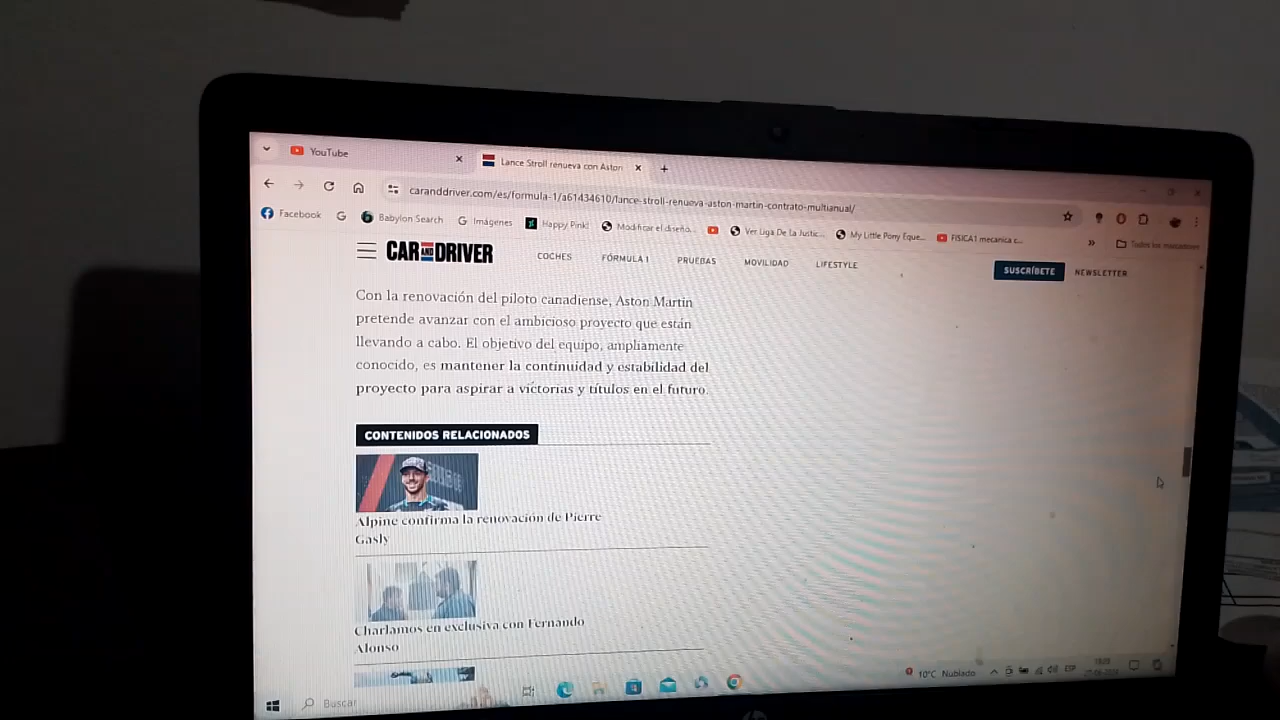 YouTube
Lance Stroll renueva con Aston
caranddriver.com/es/formula-1/a61434610/lance-stroll-renueva-aston-martin-contrato-multianual/
Facebook
Babylon Search
Imágenes
Happy Pink!
Modificar el diseño...
Ver Liga De La Justic...
My Little Pony Eque...
FISICA1 mecanica c...
Todos los marcadores
CAR AND DRIVER
COCHES
FÓRMULA 1
PRUEBAS
MOVILIDAD
LIFESTYLE
SUSCRÍBETE
NEWSLETTER
Con la renovación del piloto canadiense, Aston Martin
pretende avanzar con el ambicioso proyecto que están
llevando a cabo. El objetivo del equipo, ampliamente
conocido, es mantener la continuidad y estabilidad del
proyecto para aspirar a victorias y títulos en el futuro.
CONTENIDOS RELACIONADOS
Alpine confirma la renovación de Pierre
Gasly
Charlamos en exclusiva con Fernando
Alonso
Buscar
10°C Nublado
ESP